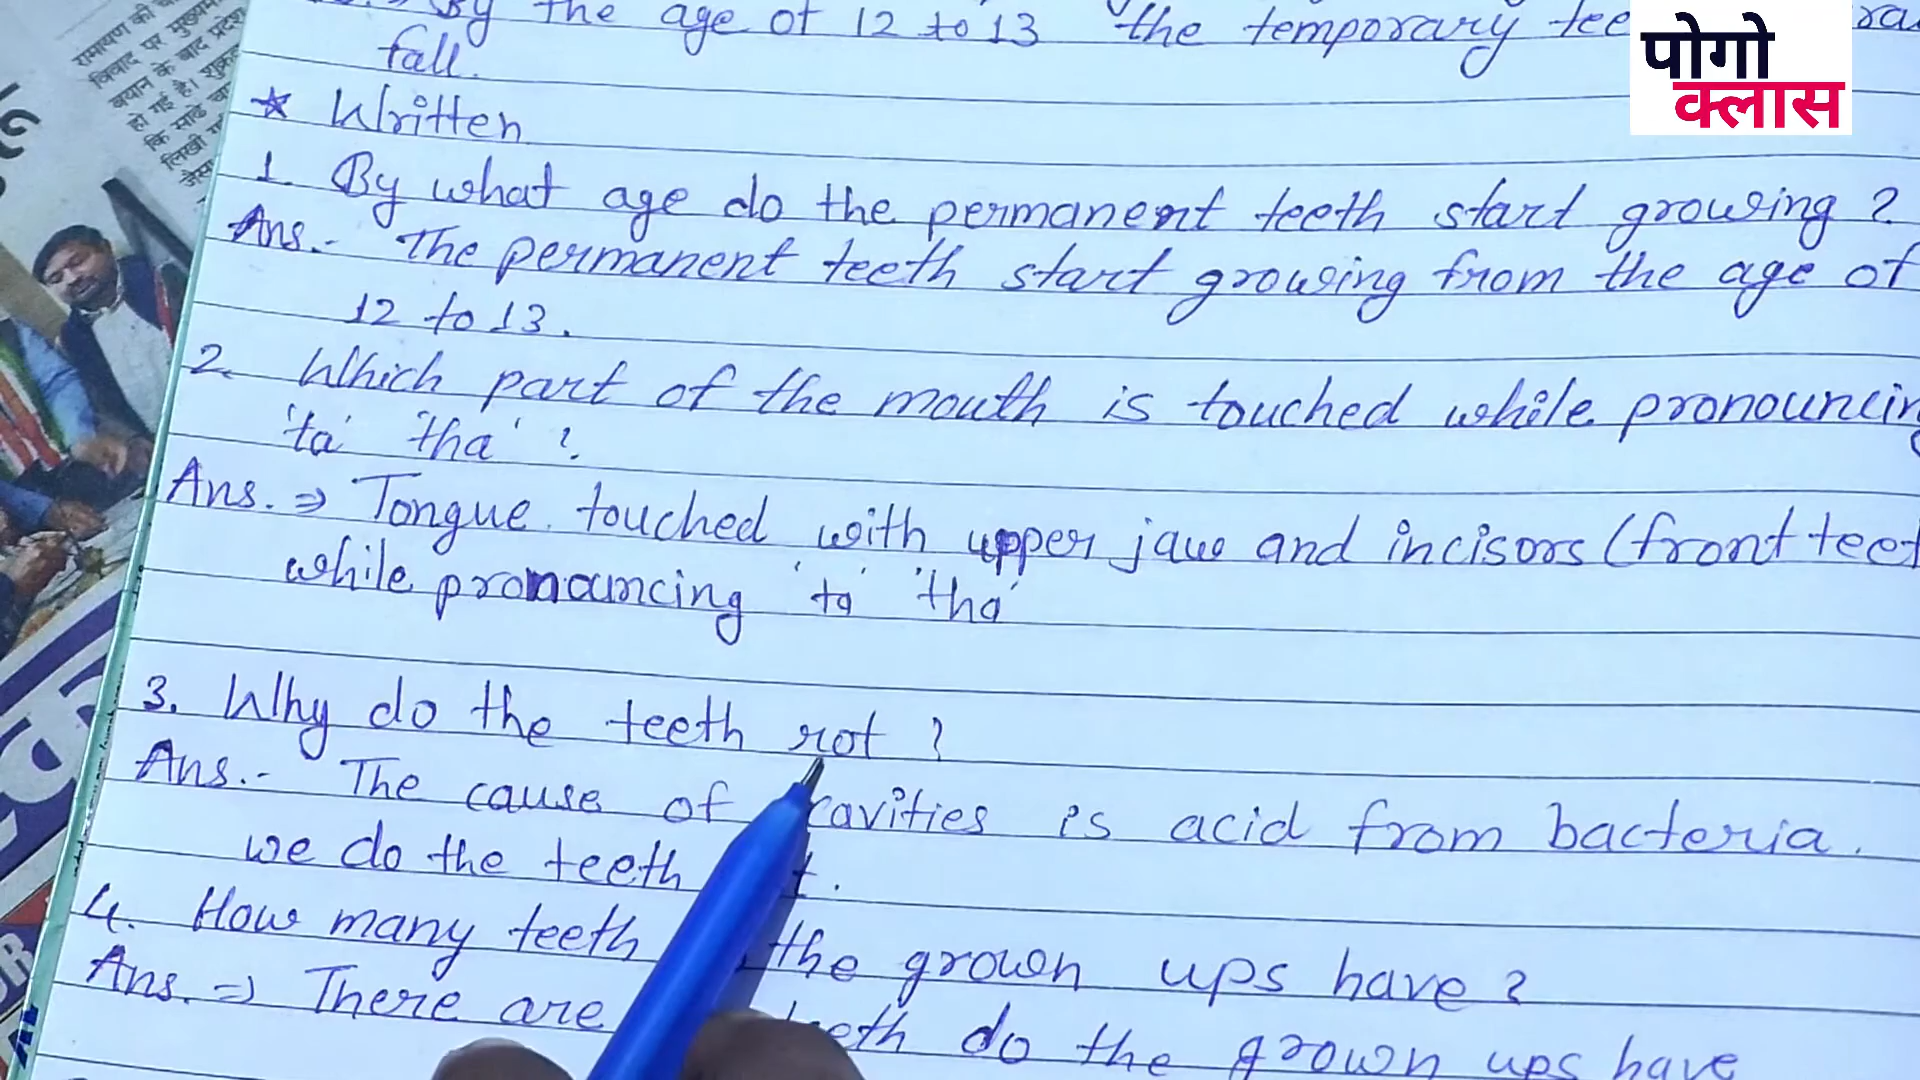 By the age of 12 to 13 the temporary
fall.
पोगो
क्लास
* Written
1. By what age do the permanent teeth start growing ?
Ans.- The permanent teeth start growing from the age of
12 to 13.
2. Which part of the mouth is touched while pronouncin
'ta' 'tha' ?
Ans. ⇒ Tongue touched with upper jaw and incisors (front teet
while pronouncing 'ta' 'tha'
3. Why do the teeth rot ?
Ans.- The cause of cavities is acid from bacteria.
we do the teeth
4. How many teeth the grown ups have ?
Ans. ⇒ There are teeth do the grown ups have